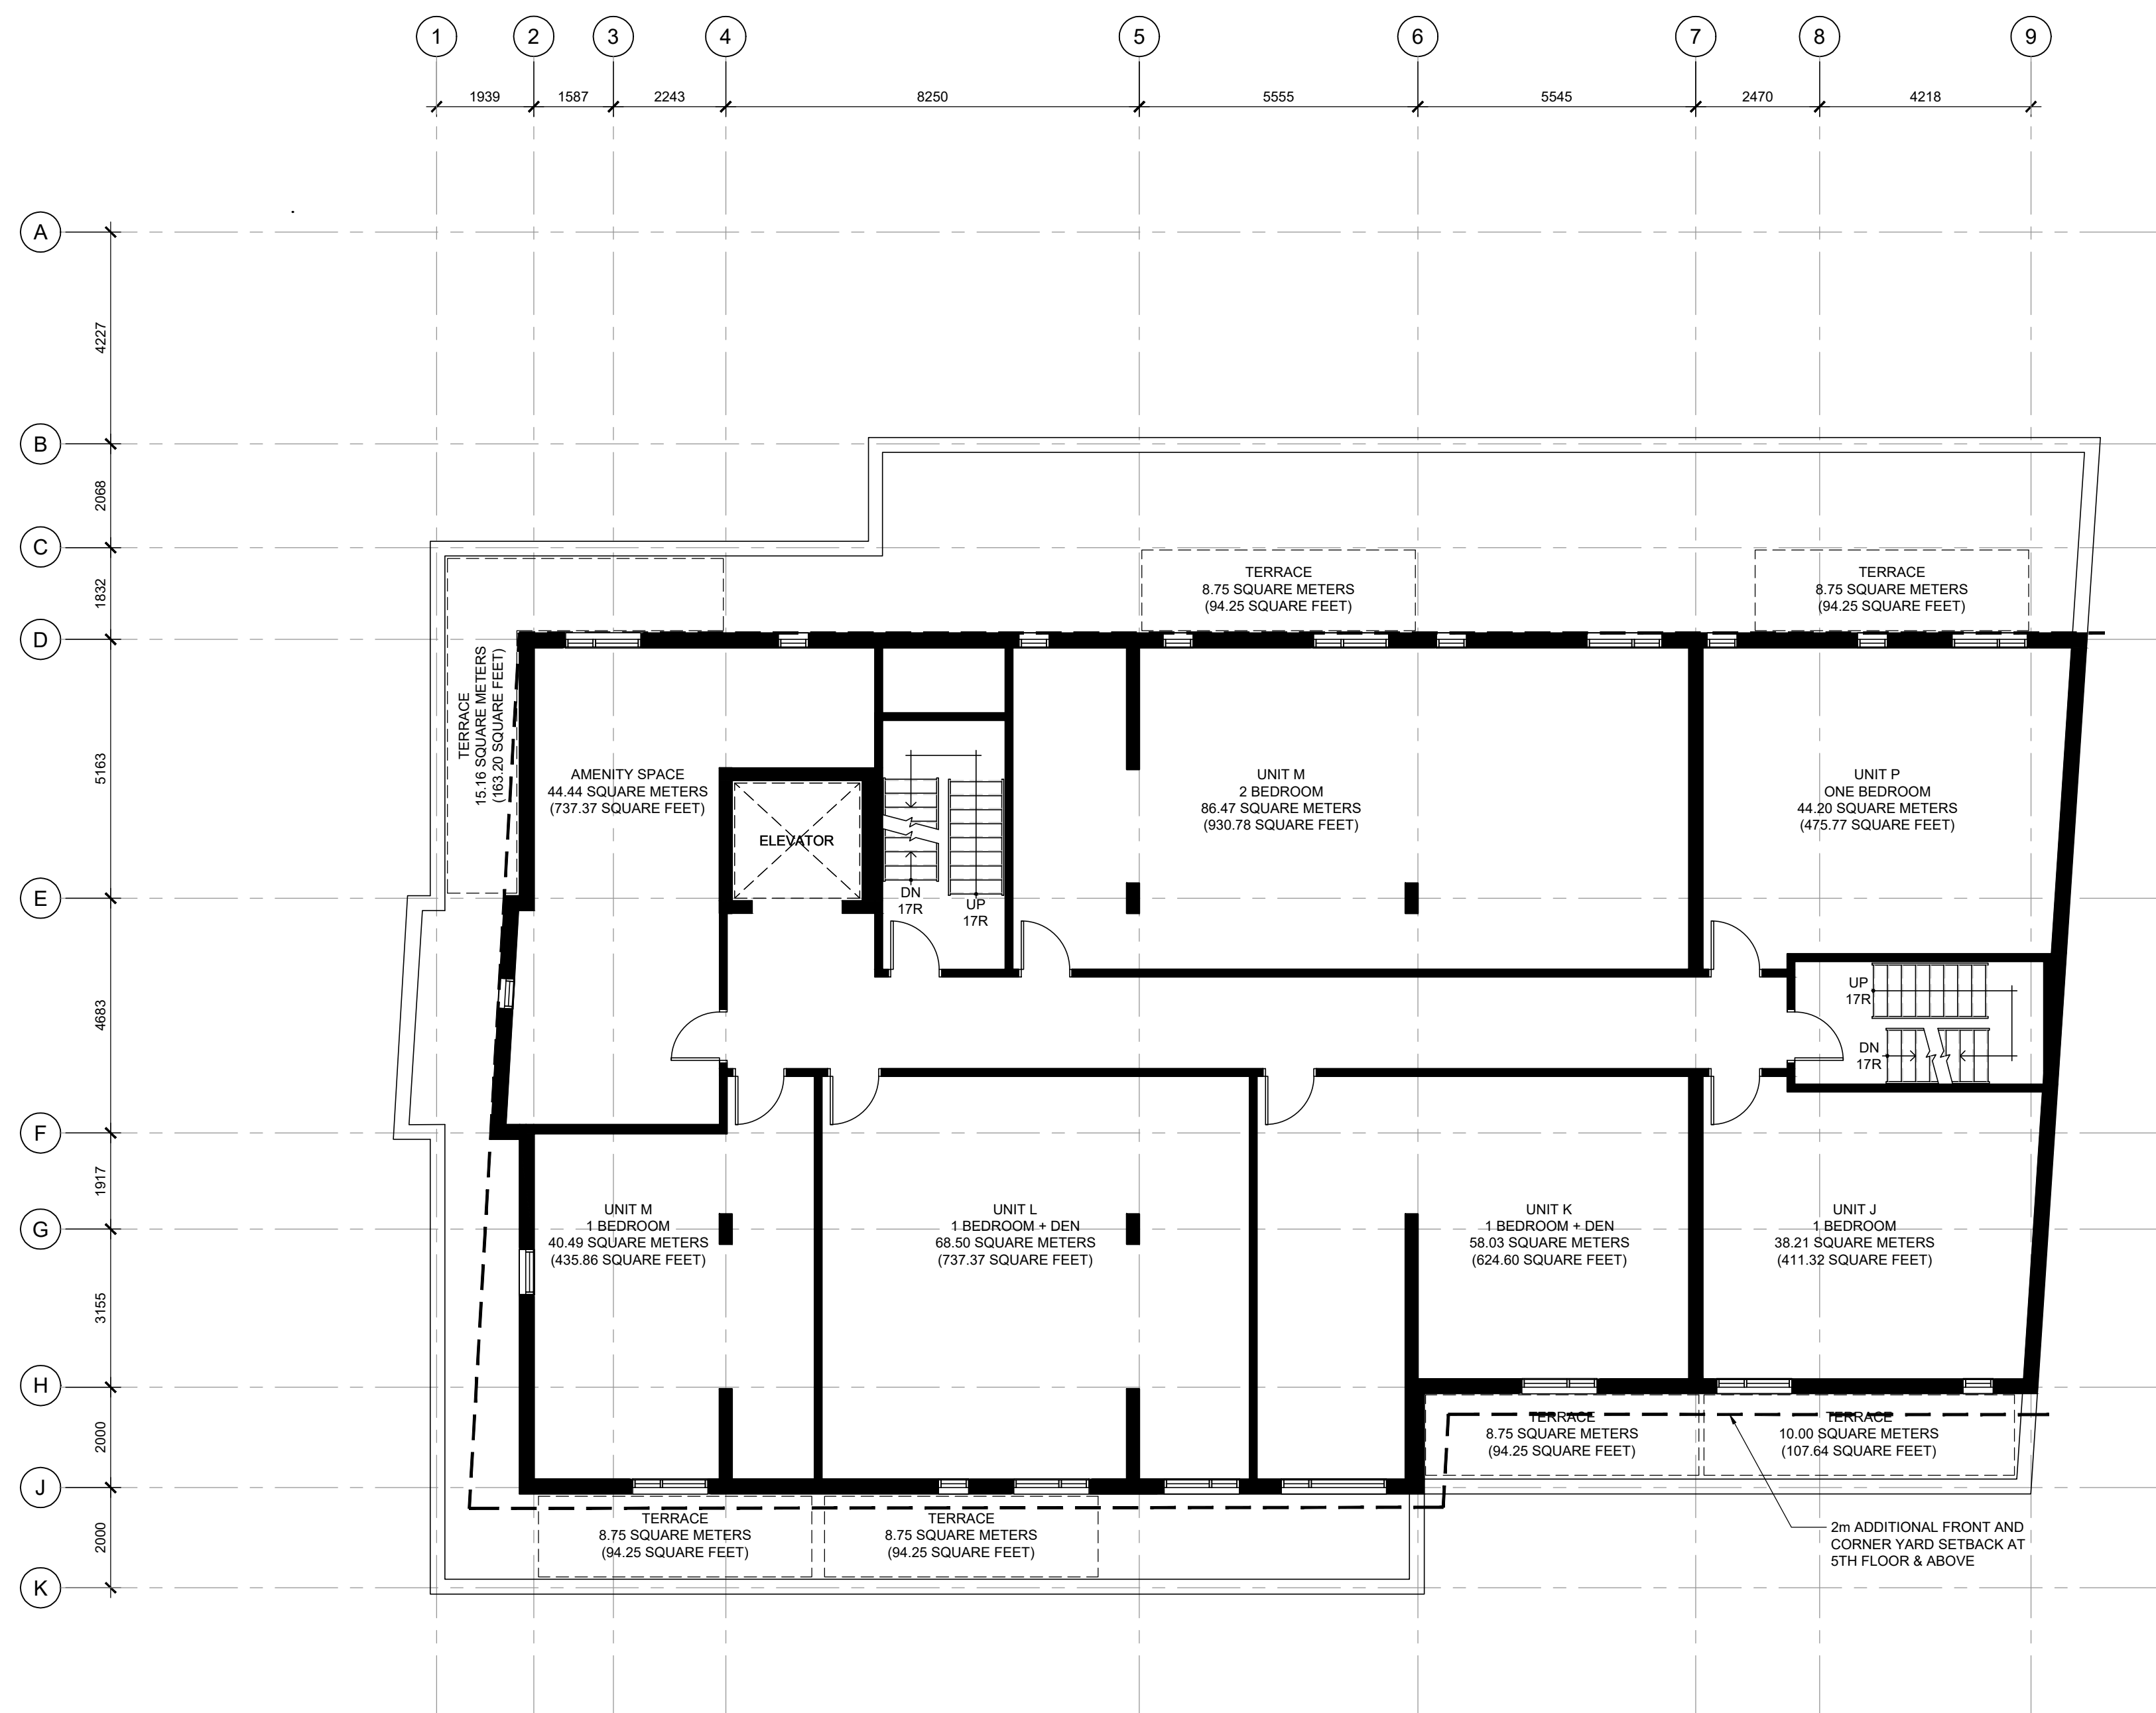 1 2 3 4 5 6 7 8 9
1939 1587 2243 8250 5555 5545 2470 4218
A
4227
B
2068
C
1832
D
5163
E
4683
F
1917
G
3155
H
2000
J
2000
K
TERRACE
15.16 SQUARE METERS
(163.20 SQUARE FEET)
TERRACE
8.75 SQUARE METERS
(94.25 SQUARE FEET)
TERRACE
8.75 SQUARE METERS
(94.25 SQUARE FEET)
AMENITY SPACE
44.44 SQUARE METERS
(737.37 SQUARE FEET)
ELEVATOR
DN
17R
UP
17R
UNIT M
2 BEDROOM
86.47 SQUARE METERS
(930.78 SQUARE FEET)
UNIT P
ONE BEDROOM
44.20 SQUARE METERS
(475.77 SQUARE FEET)
UP
17R
DN
17R
UNIT M
1 BEDROOM
40.49 SQUARE METERS
(435.86 SQUARE FEET)
UNIT L
1 BEDROOM + DEN
68.50 SQUARE METERS
(737.37 SQUARE FEET)
UNIT K
1 BEDROOM + DEN
58.03 SQUARE METERS
(624.60 SQUARE FEET)
UNIT J
1 BEDROOM
38.21 SQUARE METERS
(411.32 SQUARE FEET)
TERRACE
8.75 SQUARE METERS
(94.25 SQUARE FEET)
TERRACE
10.00 SQUARE METERS
(107.64 SQUARE FEET)
TERRACE
8.75 SQUARE METERS
(94.25 SQUARE FEET)
TERRACE
8.75 SQUARE METERS
(94.25 SQUARE FEET)
2m ADDITIONAL FRONT AND
CORNER YARD SETBACK AT
5TH FLOOR & ABOVE